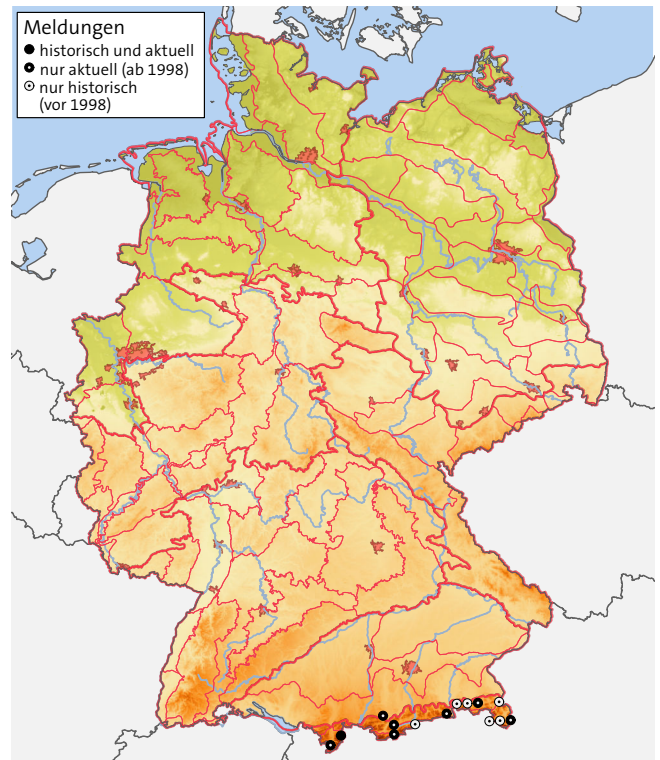 Meldungen
historisch und aktuell
nur aktuell (ab 1998)
nur historisch
(vor 1998)